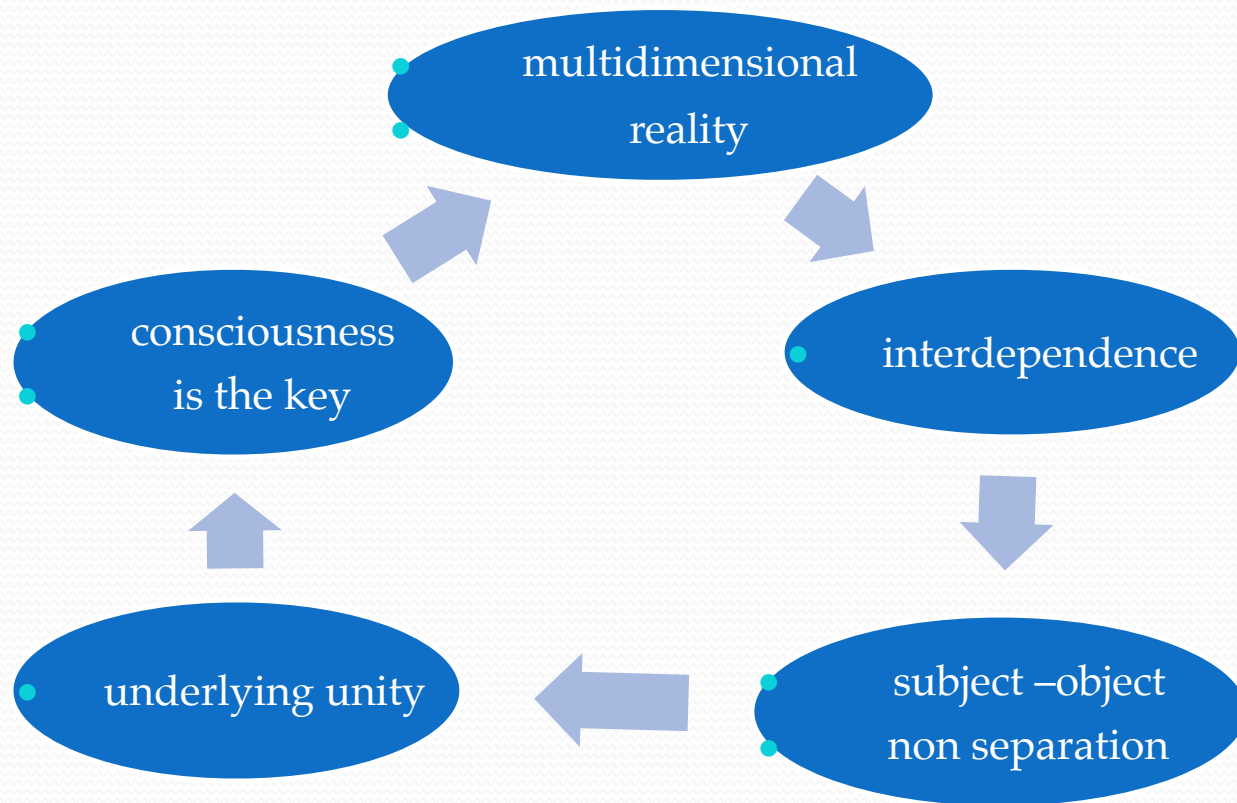 multidimensional
reality
interdependence
subject –object
non separation
underlying unity
consciousness
is the key